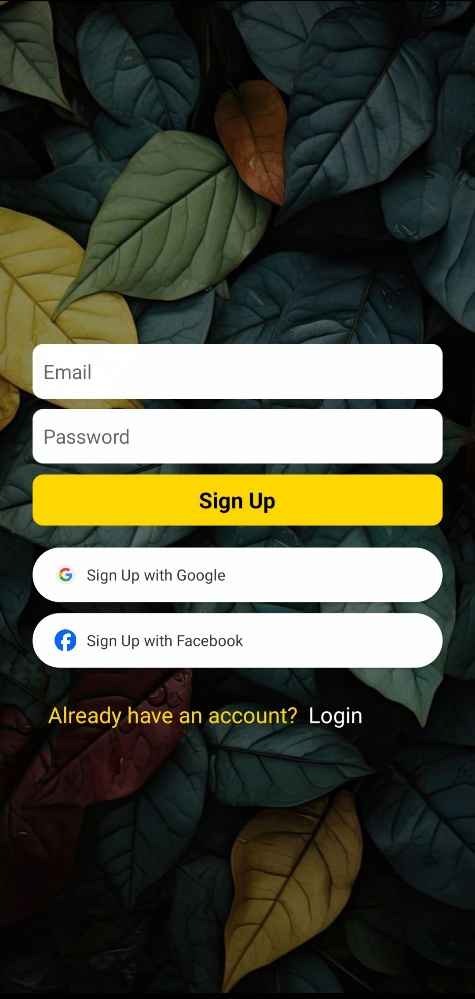 Email
Password
Sign Up
Sign Up with Google
Sign Up with Facebook
Already have an account? Login